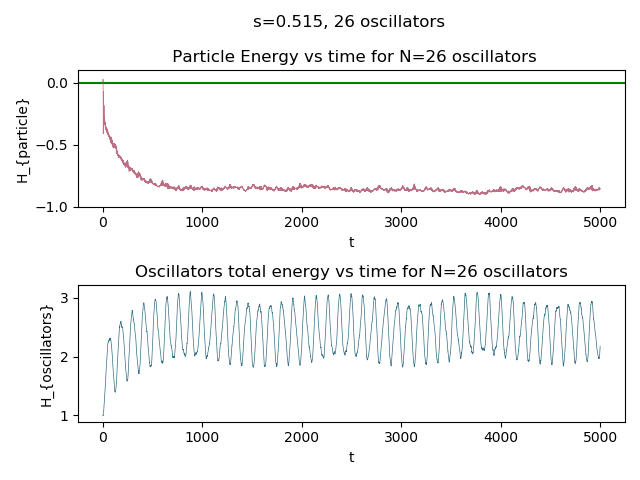 s=0.515, 26 oscillators
Particle Energy vs time for N=26 oscillators
H_{particle}
0.0
−0.5
−1.0
0 1000 2000 3000 4000 5000
t
Oscillators total energy vs time for N=26 oscillators
H_{oscillators}
3
2
1
0 1000 2000 3000 4000 5000
t